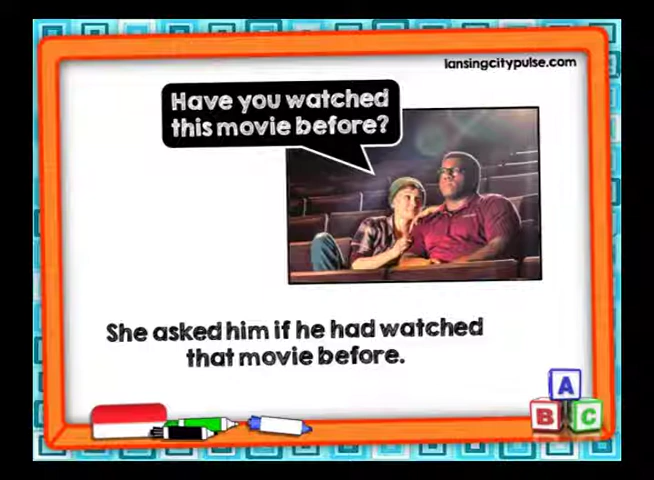 lansingcitypulse.com
Have you watched
this movie before?
She asked him if he had watched
that movie before.
A
B C